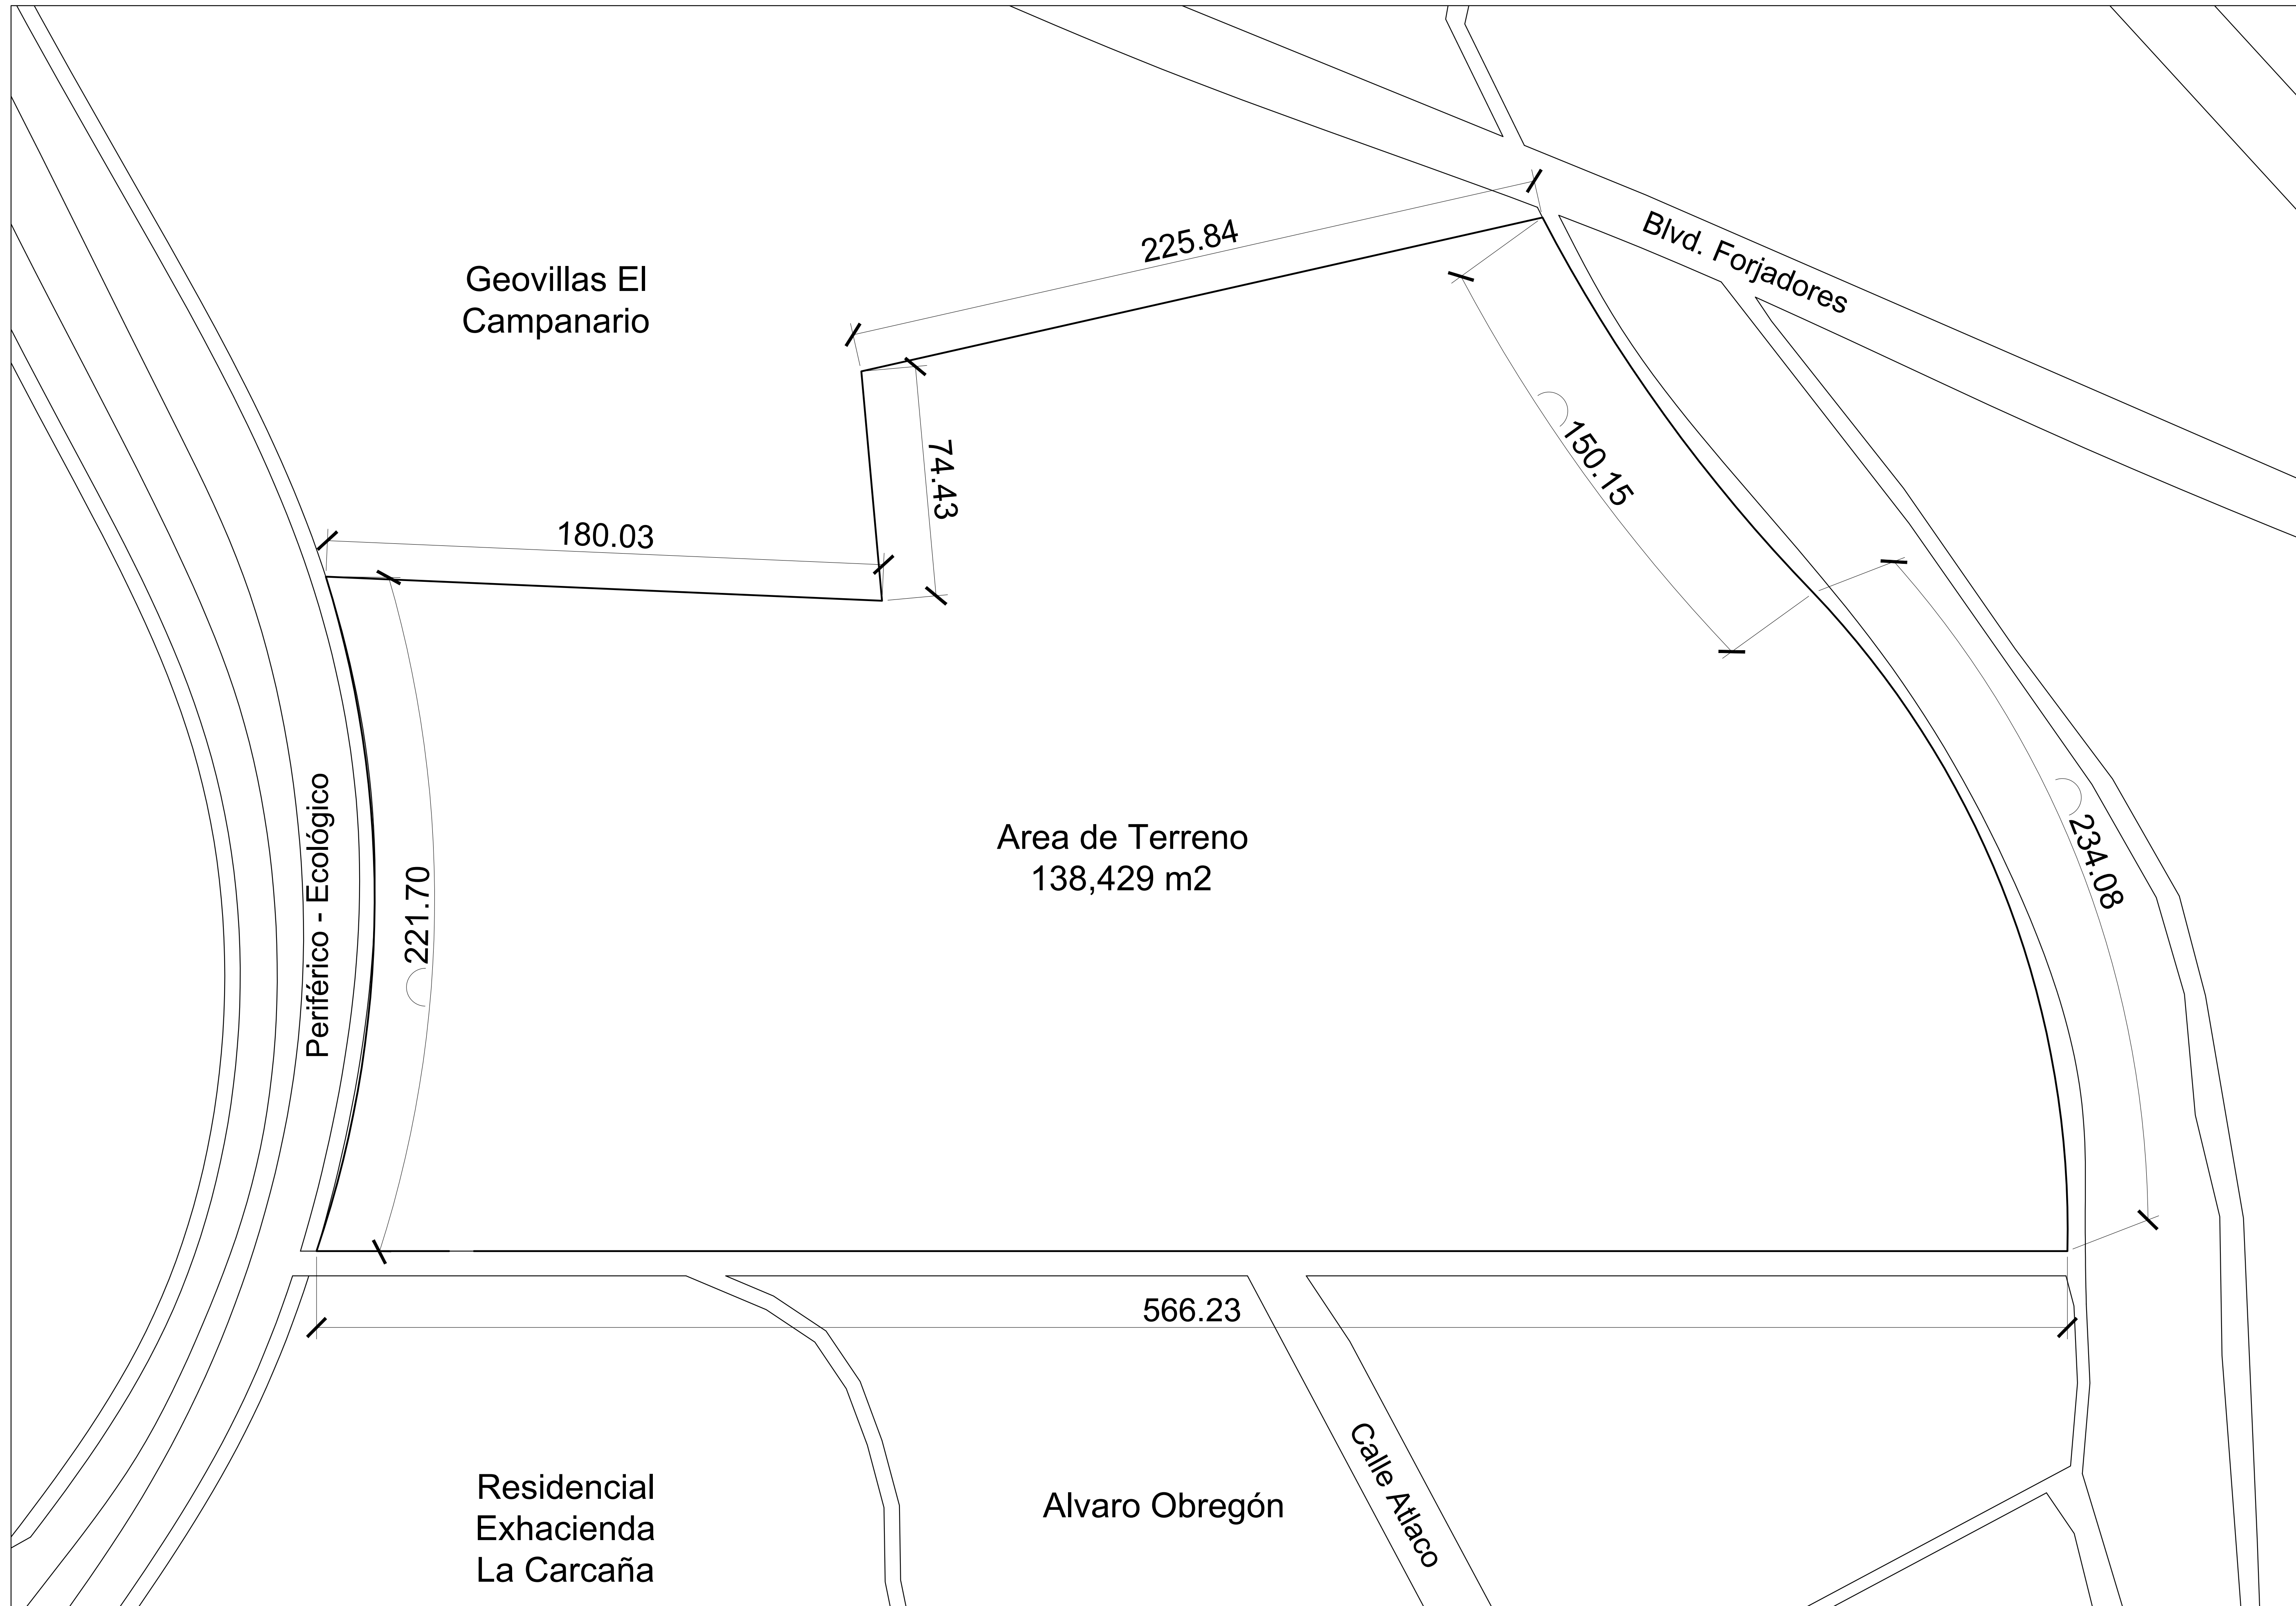 Blvd. Forjadores
225.84
Geovillas El
Campanario
150.15
74.43
180.03
Periférico - Ecológico
221.70
Area de Terreno
138,429 m2
234.08
566.23
Residencial
Exhacienda
La Carcaña
Alvaro Obregón
Calle Atlaco